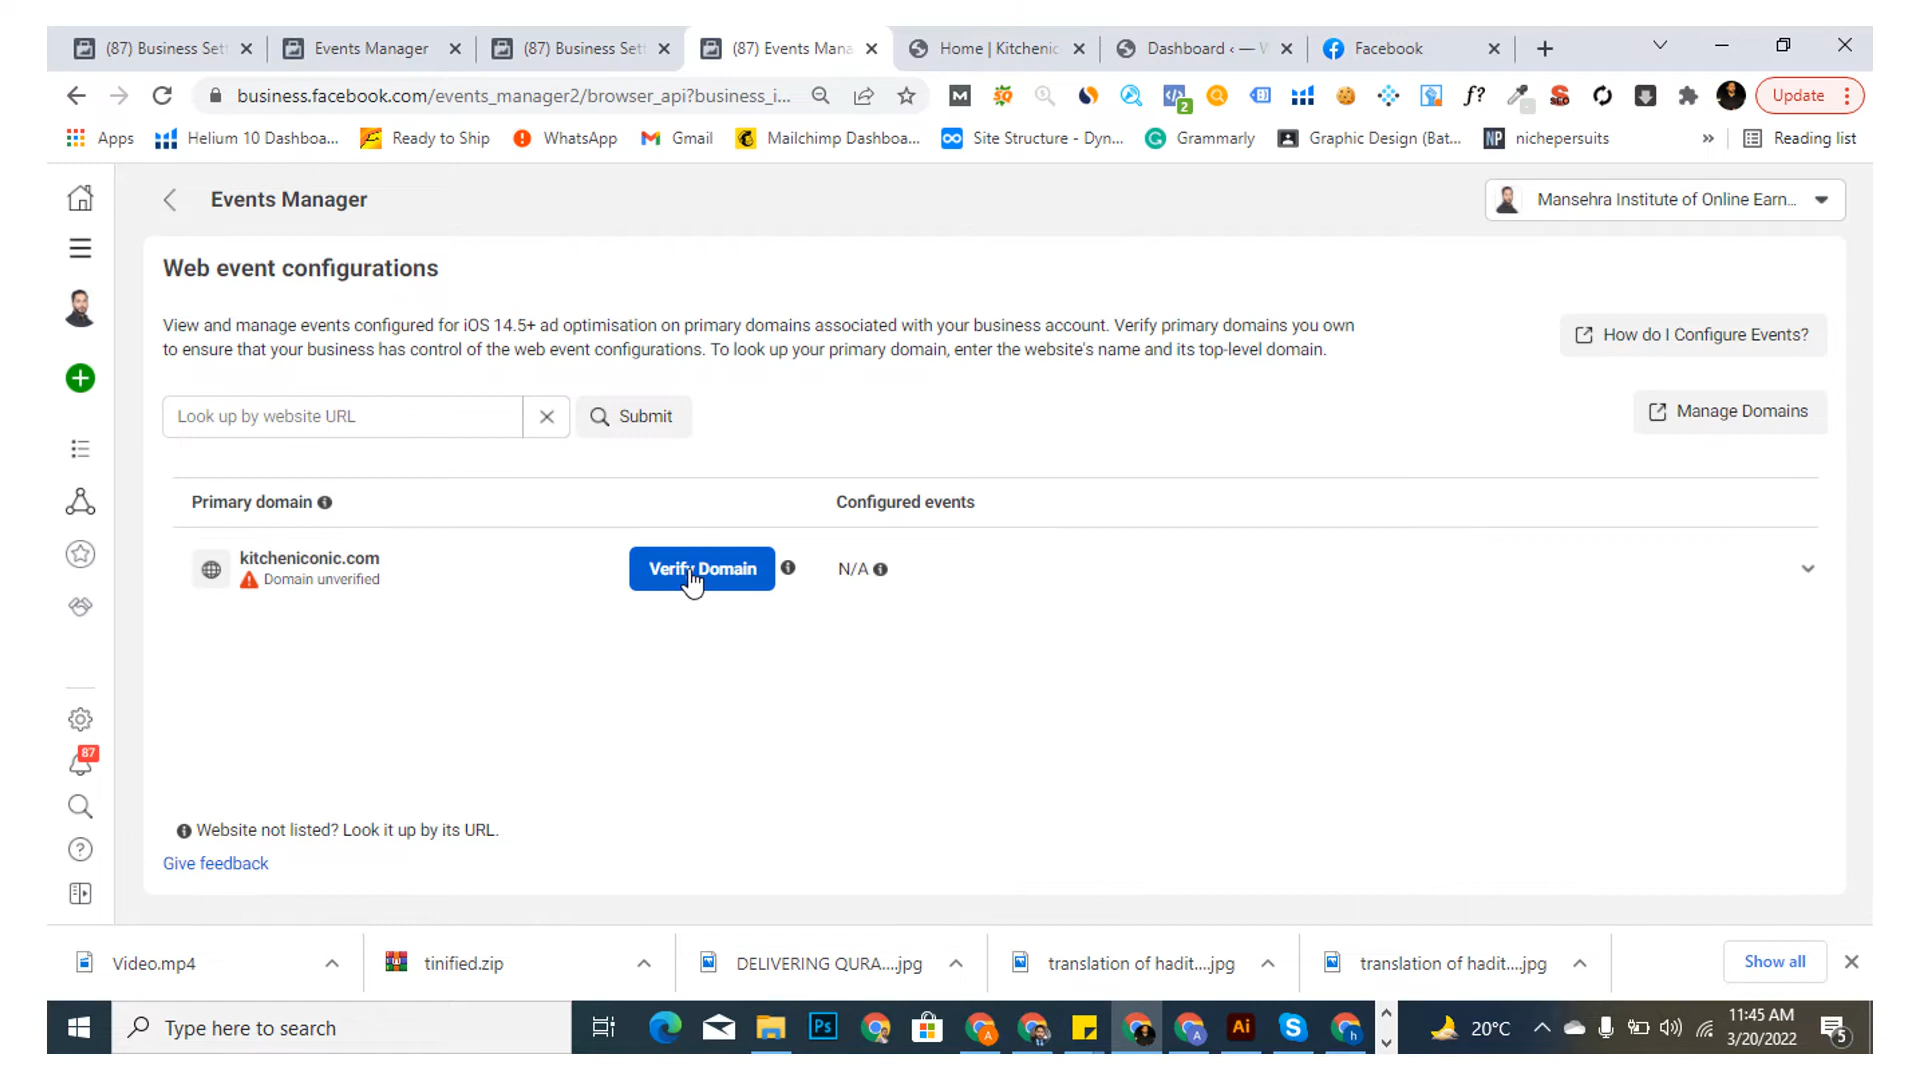 (87) Business Set
Events Manager
(87) Business Set
(87) Events Mana
Home | Kitchenic
Dashboard ‹ — W
Facebook
business.facebook.com/events_manager2/browser_api?business_i...
Update
Apps
Helium 10 Dashboa...
Ready to Ship
WhatsApp
Gmail
Mailchimp Dashboa...
Site Structure - Dyn...
Grammarly
Graphic Design (Bat...
nichepersuits
»
Reading list
Events Manager
Mansehra Institute of Online Earn...
Web event configurations
View and manage events configured for iOS 14.5+ ad optimisation on primary domains associated with your business account. Verify primary domains you own
to ensure that your business has control of the web event configurations. To look up your primary domain, enter the website's name and its top-level domain.
How do I Configure Events?
Look up by website URL
Submit
Manage Domains
Primary domain
Configured events
kitcheniconic.com
Domain unverified
Verify Domain
N/A
87
Website not listed? Look it up by its URL.
Give feedback
Video.mp4
tinified.zip
DELIVERING QURA....jpg
translation of hadit....jpg
translation of hadit....jpg
Show all
Type here to search
20°C
11:45 AM
3/20/2022
5